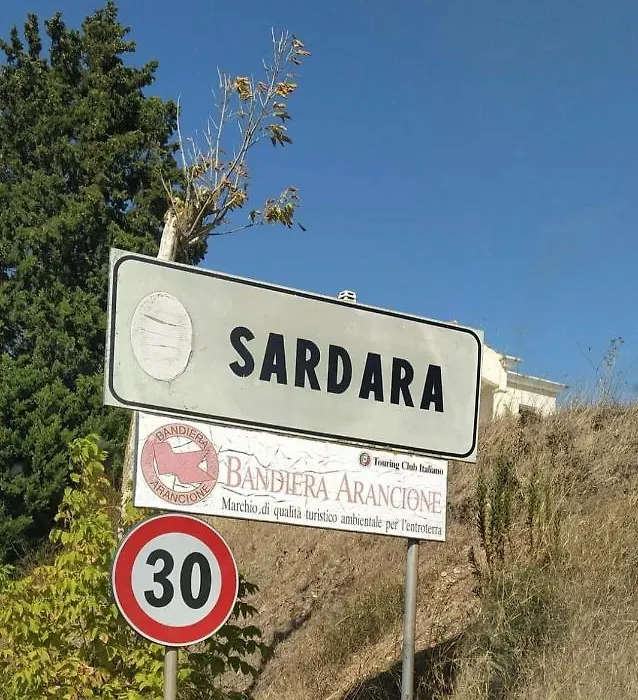 SARDARA
BANDIERA
ARANCIONE
Touring Club Italiano
BANDIERA ARANCIONE
Marchio di qualità turistico ambientale per l'entroterra
30